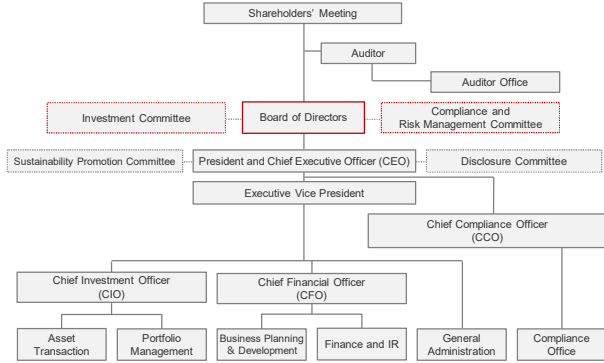 Shareholders' Meeting
Auditor
Auditor Office
Investment Committee
Board of Directors
Compliance and
Risk Management Committee
Sustainability Promotion Committee
President and Chief Executive Officer (CEO)
Disclosure Committee
Executive Vice President
Chief Compliance Officer
(CCO)
Chief Investment Officer
(CIO)
Chief Financial Officer
(CFO)
Asset
Transaction
Portfolio
Management
Business Planning
& Development
Finance and IR
General
Administration
Compliance
Office